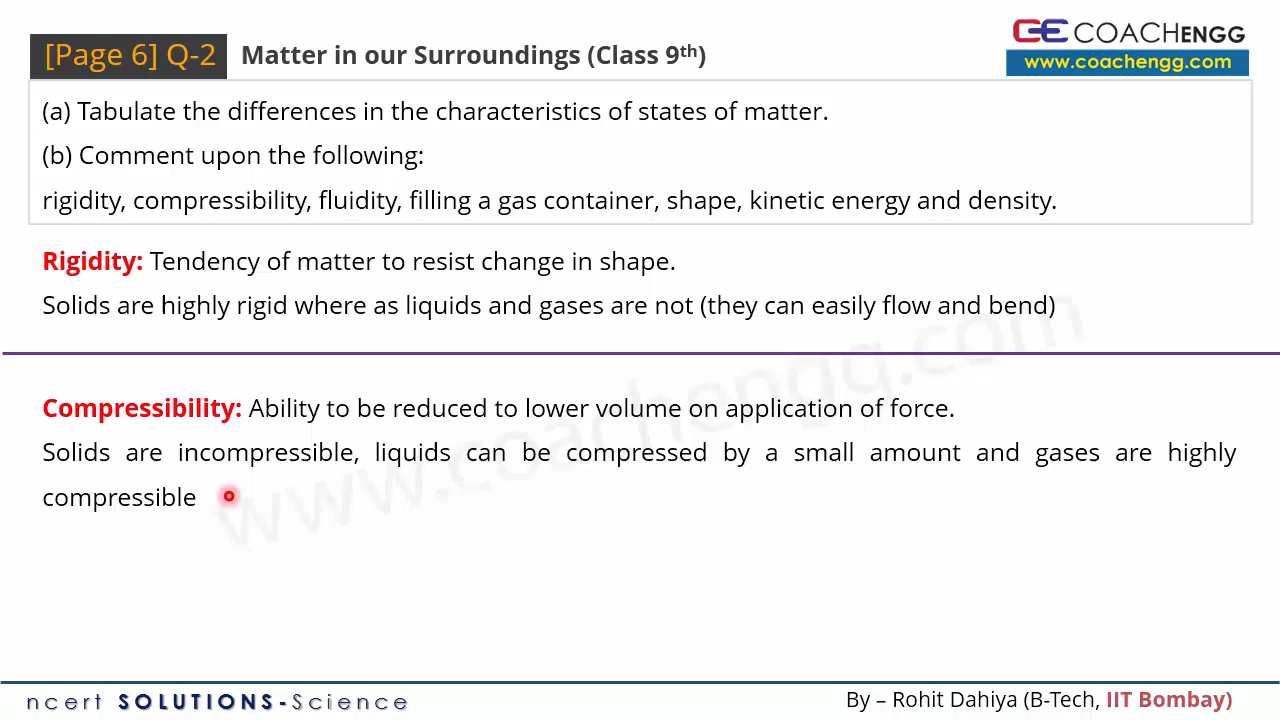 [Page 6] Q-2 Matter in our Surroundings (Class 9th)
CE COACHENGG
www.coachengg.com
(a) Tabulate the differences in the characteristics of states of matter.
(b) Comment upon the following:
rigidity, compressibility, fluidity, filling a gas container, shape, kinetic energy and density.
Rigidity: Tendency of matter to resist change in shape.
Solids are highly rigid where as liquids and gases are not (they can easily flow and bend)
Compressibility: Ability to be reduced to lower volume on application of force.
Solids are incompressible, liquids can be compressed by a small amount and gases are highly
compressible
www.coachengg.com
ncert SOLUTIONS-Science
By – Rohit Dahiya (B-Tech, IIT Bombay)